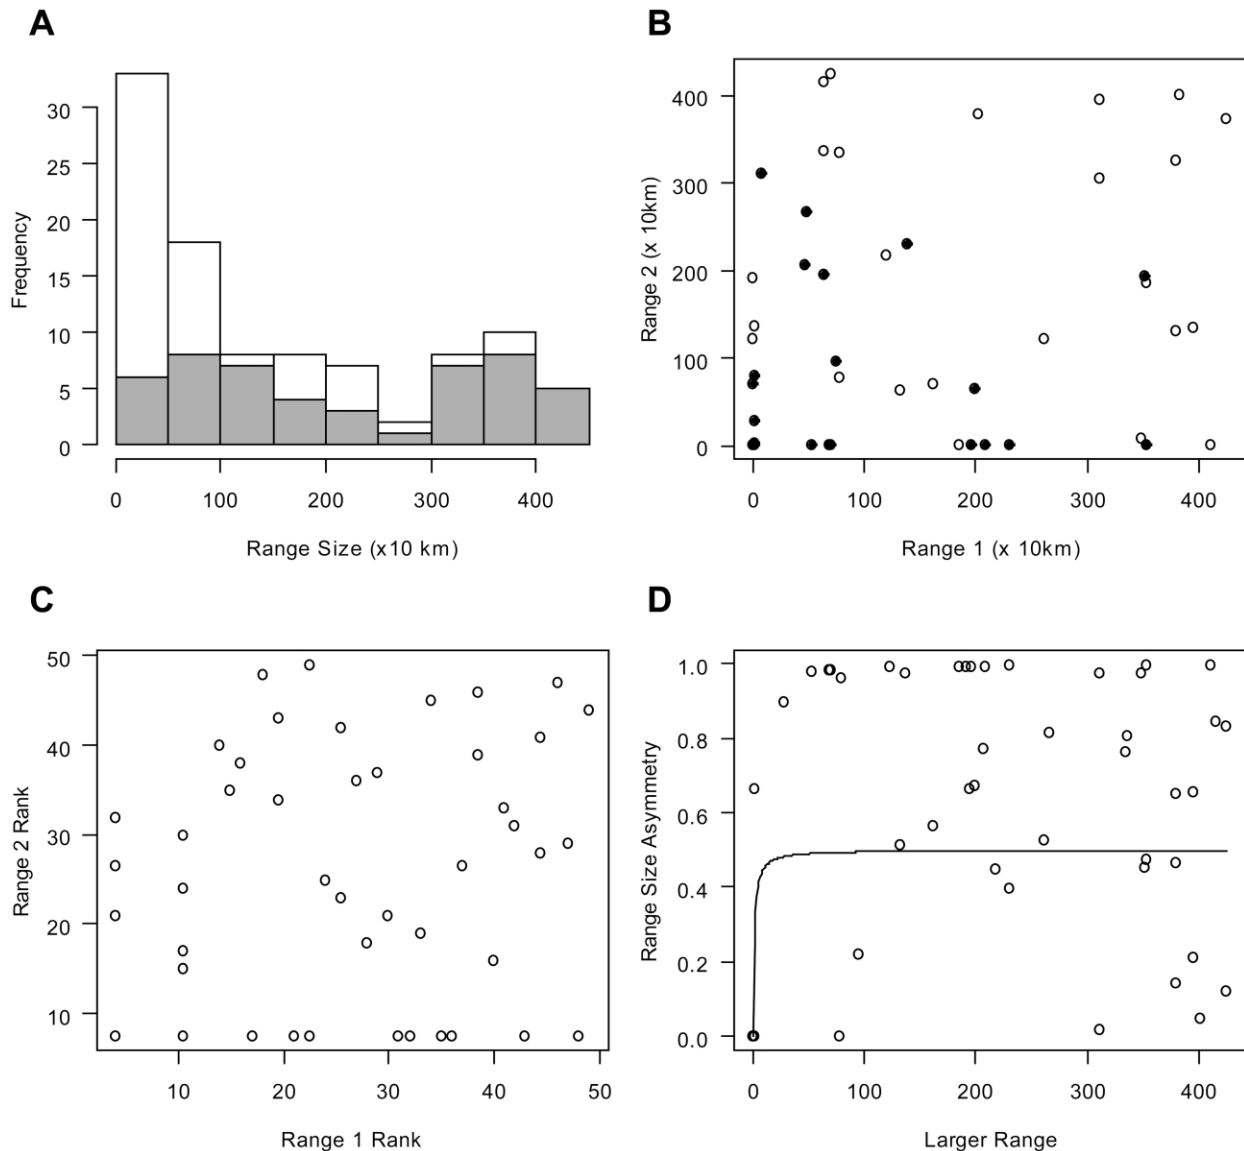 A
B
30
25
20
15
10
5
0
Frequency
0 100 200 300 400
Range Size (x10 km)
400
300
200
100
0
Range 2 (x 10km)
0 100 200 300 400
Range 1 (x 10km)
C
D
50
40
30
20
10
Range 2 Rank
10 20 30 40 50
Range 1 Rank
1.0
0.8
0.6
0.4
0.2
0.0
Range Size Asymmetry
0 100 200 300 400
Larger Range